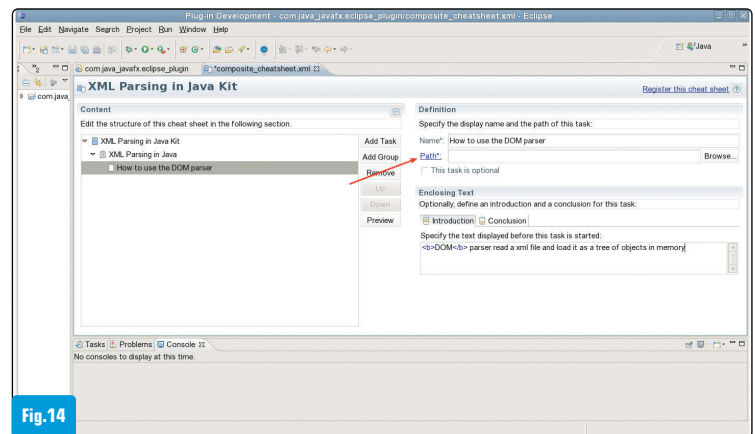 Plug-in Development - com.java_javafx.eclipse_plugin/composite_cheatsheet.xml - Eclipse
File Edit Navigate Search Project Run Window Help
Java
com.java_javafx.eclipse_plugin *composite_cheatsheet.xml
com.java
XML Parsing in Java Kit
Register this cheat sheet
Content
Edit the structure of this cheat sheet in the following section.
XML Parsing in Java Kit
XML Parsing in Java
How to use the DOM parser
Add Task
Add Group
Remove
Up
Down
Preview
Definition
Specify the display name and the path of this task:
Name*: How to use the DOM parser
Path*: Browse...
This task is optional
Enclosing Text
Optionally, define an introduction and a conclusion for this task:
Introduction Conclusion
Specify the text displayed before this task is started:
<b>DOM</b> parser read a xml file and load it as a tree of objects in memory
Tasks Problems Console
No consoles to display at this time.
Fig.14